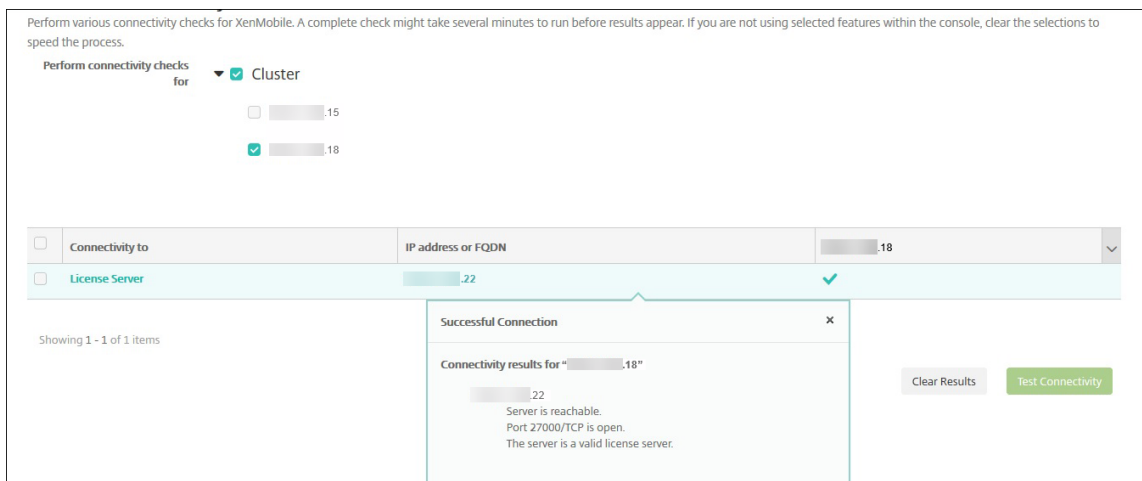 Perform various connectivity checks for XenMobile. A complete check might take several minutes to run before results appear. If you are not using selected features within the console, clear the selections to
speed the process.
Perform connectivity checks
for
Cluster
.15
.18
Connectivity to IP address or FQDN .18
License Server .22
Successful Connection ×
Showing 1 - 1 of 1 items
Connectivity results for " .18"
Clear Results Test Connectivity
.22
Server is reachable.
Port 27000/TCP is open.
The server is a valid license server.